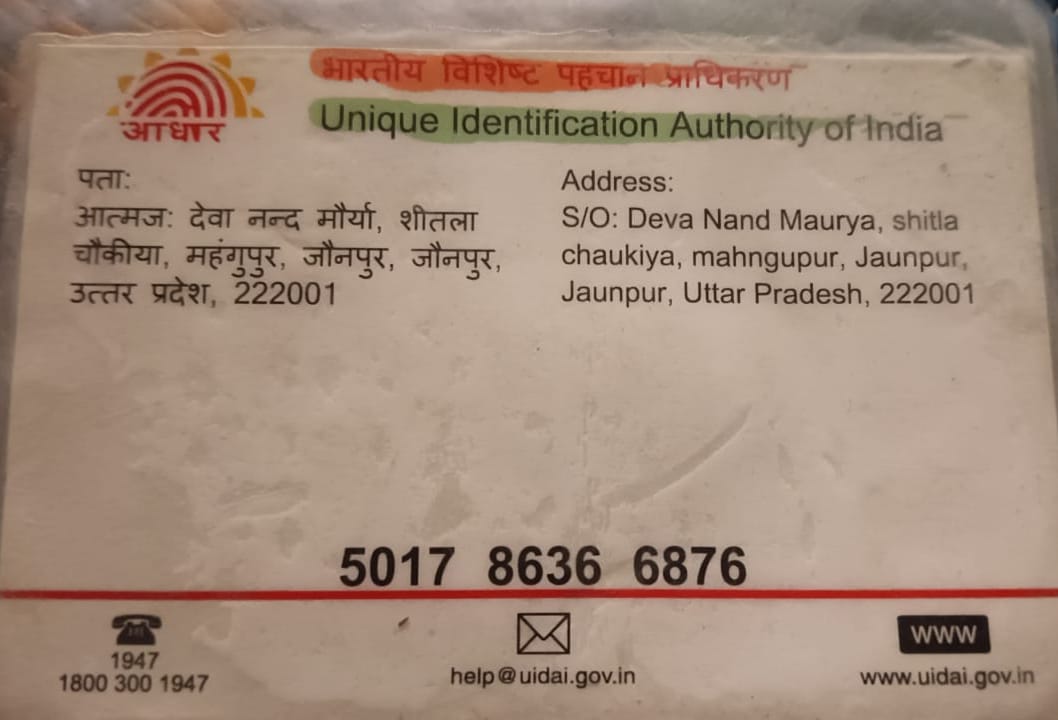 आधार
भारतीय विशिष्ट पहचान प्राधिकरण
Unique Identification Authority of India
पता:
आत्मज: देवा नन्द मौर्या, शीतला
चौकीया, महंगुपुर, जौनपुर, जौनपुर,
उत्तर प्रदेश, 222001
Address:
S/O: Deva Nand Maurya, shitla
chaukiya, mahngupur, Jaunpur,
Jaunpur, Uttar Pradesh, 222001
5017 8636 6876
1947
1800 300 1947
help@uidai.gov.in
www
www.uidai.gov.in